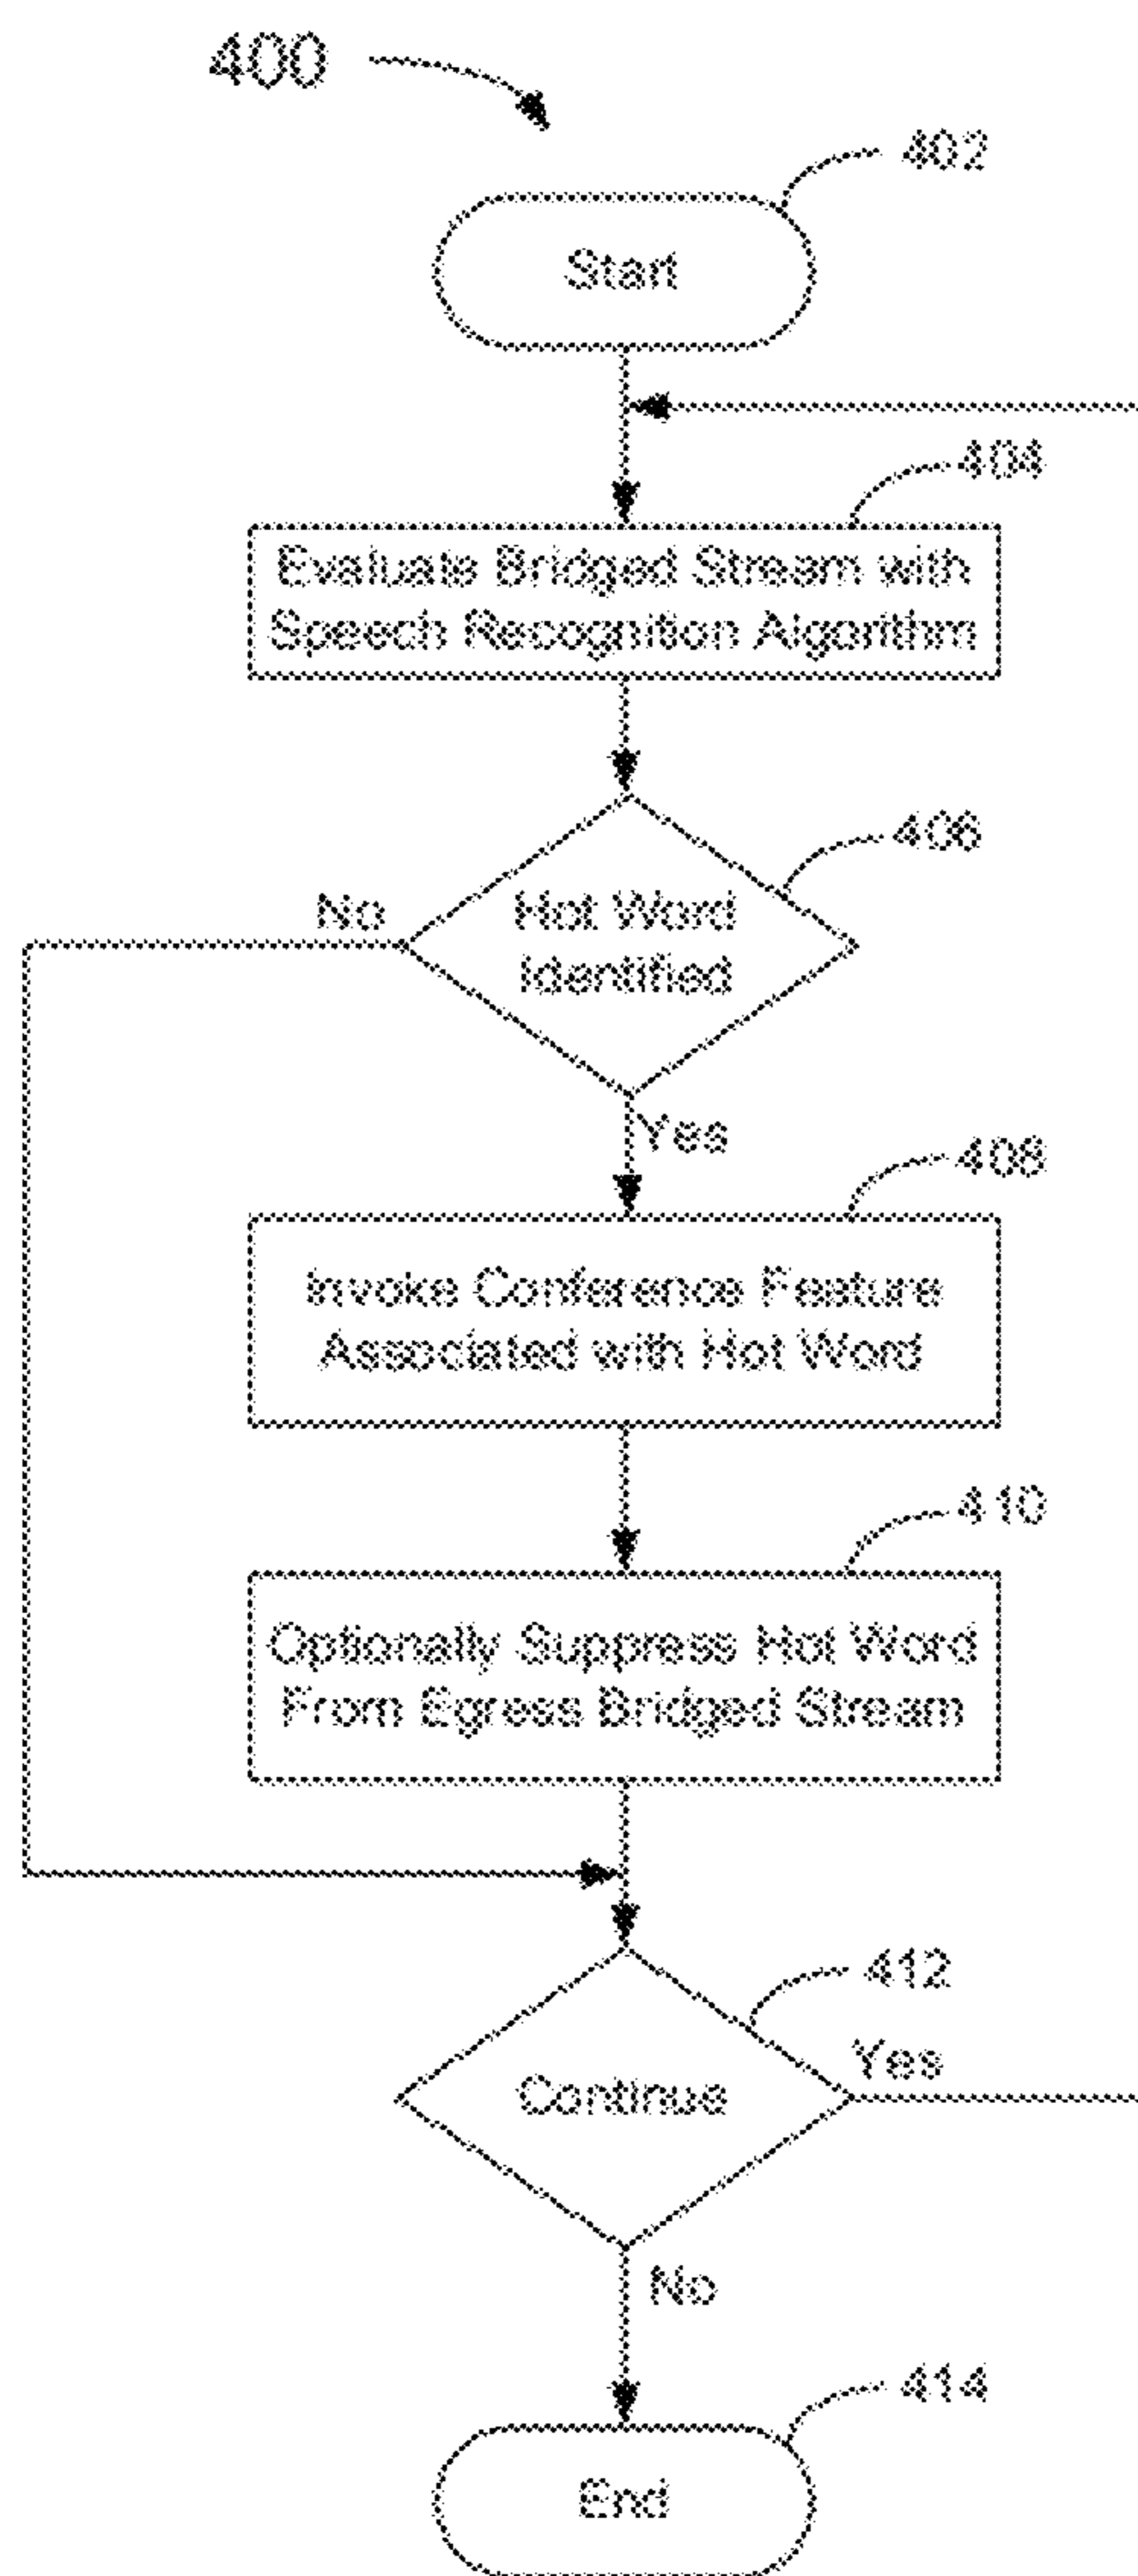 400
402
Start
404
Evaluate Bridged Stream with
Speech Recognition Algorithm
406
No
Hot Word
Identified
Yes
408
Invoke Conference Feature
Associated with Hot Word
410
Optionally Suppress Hot Word
From Egress Bridged Stream
412
Yes
Continue
No
414
End